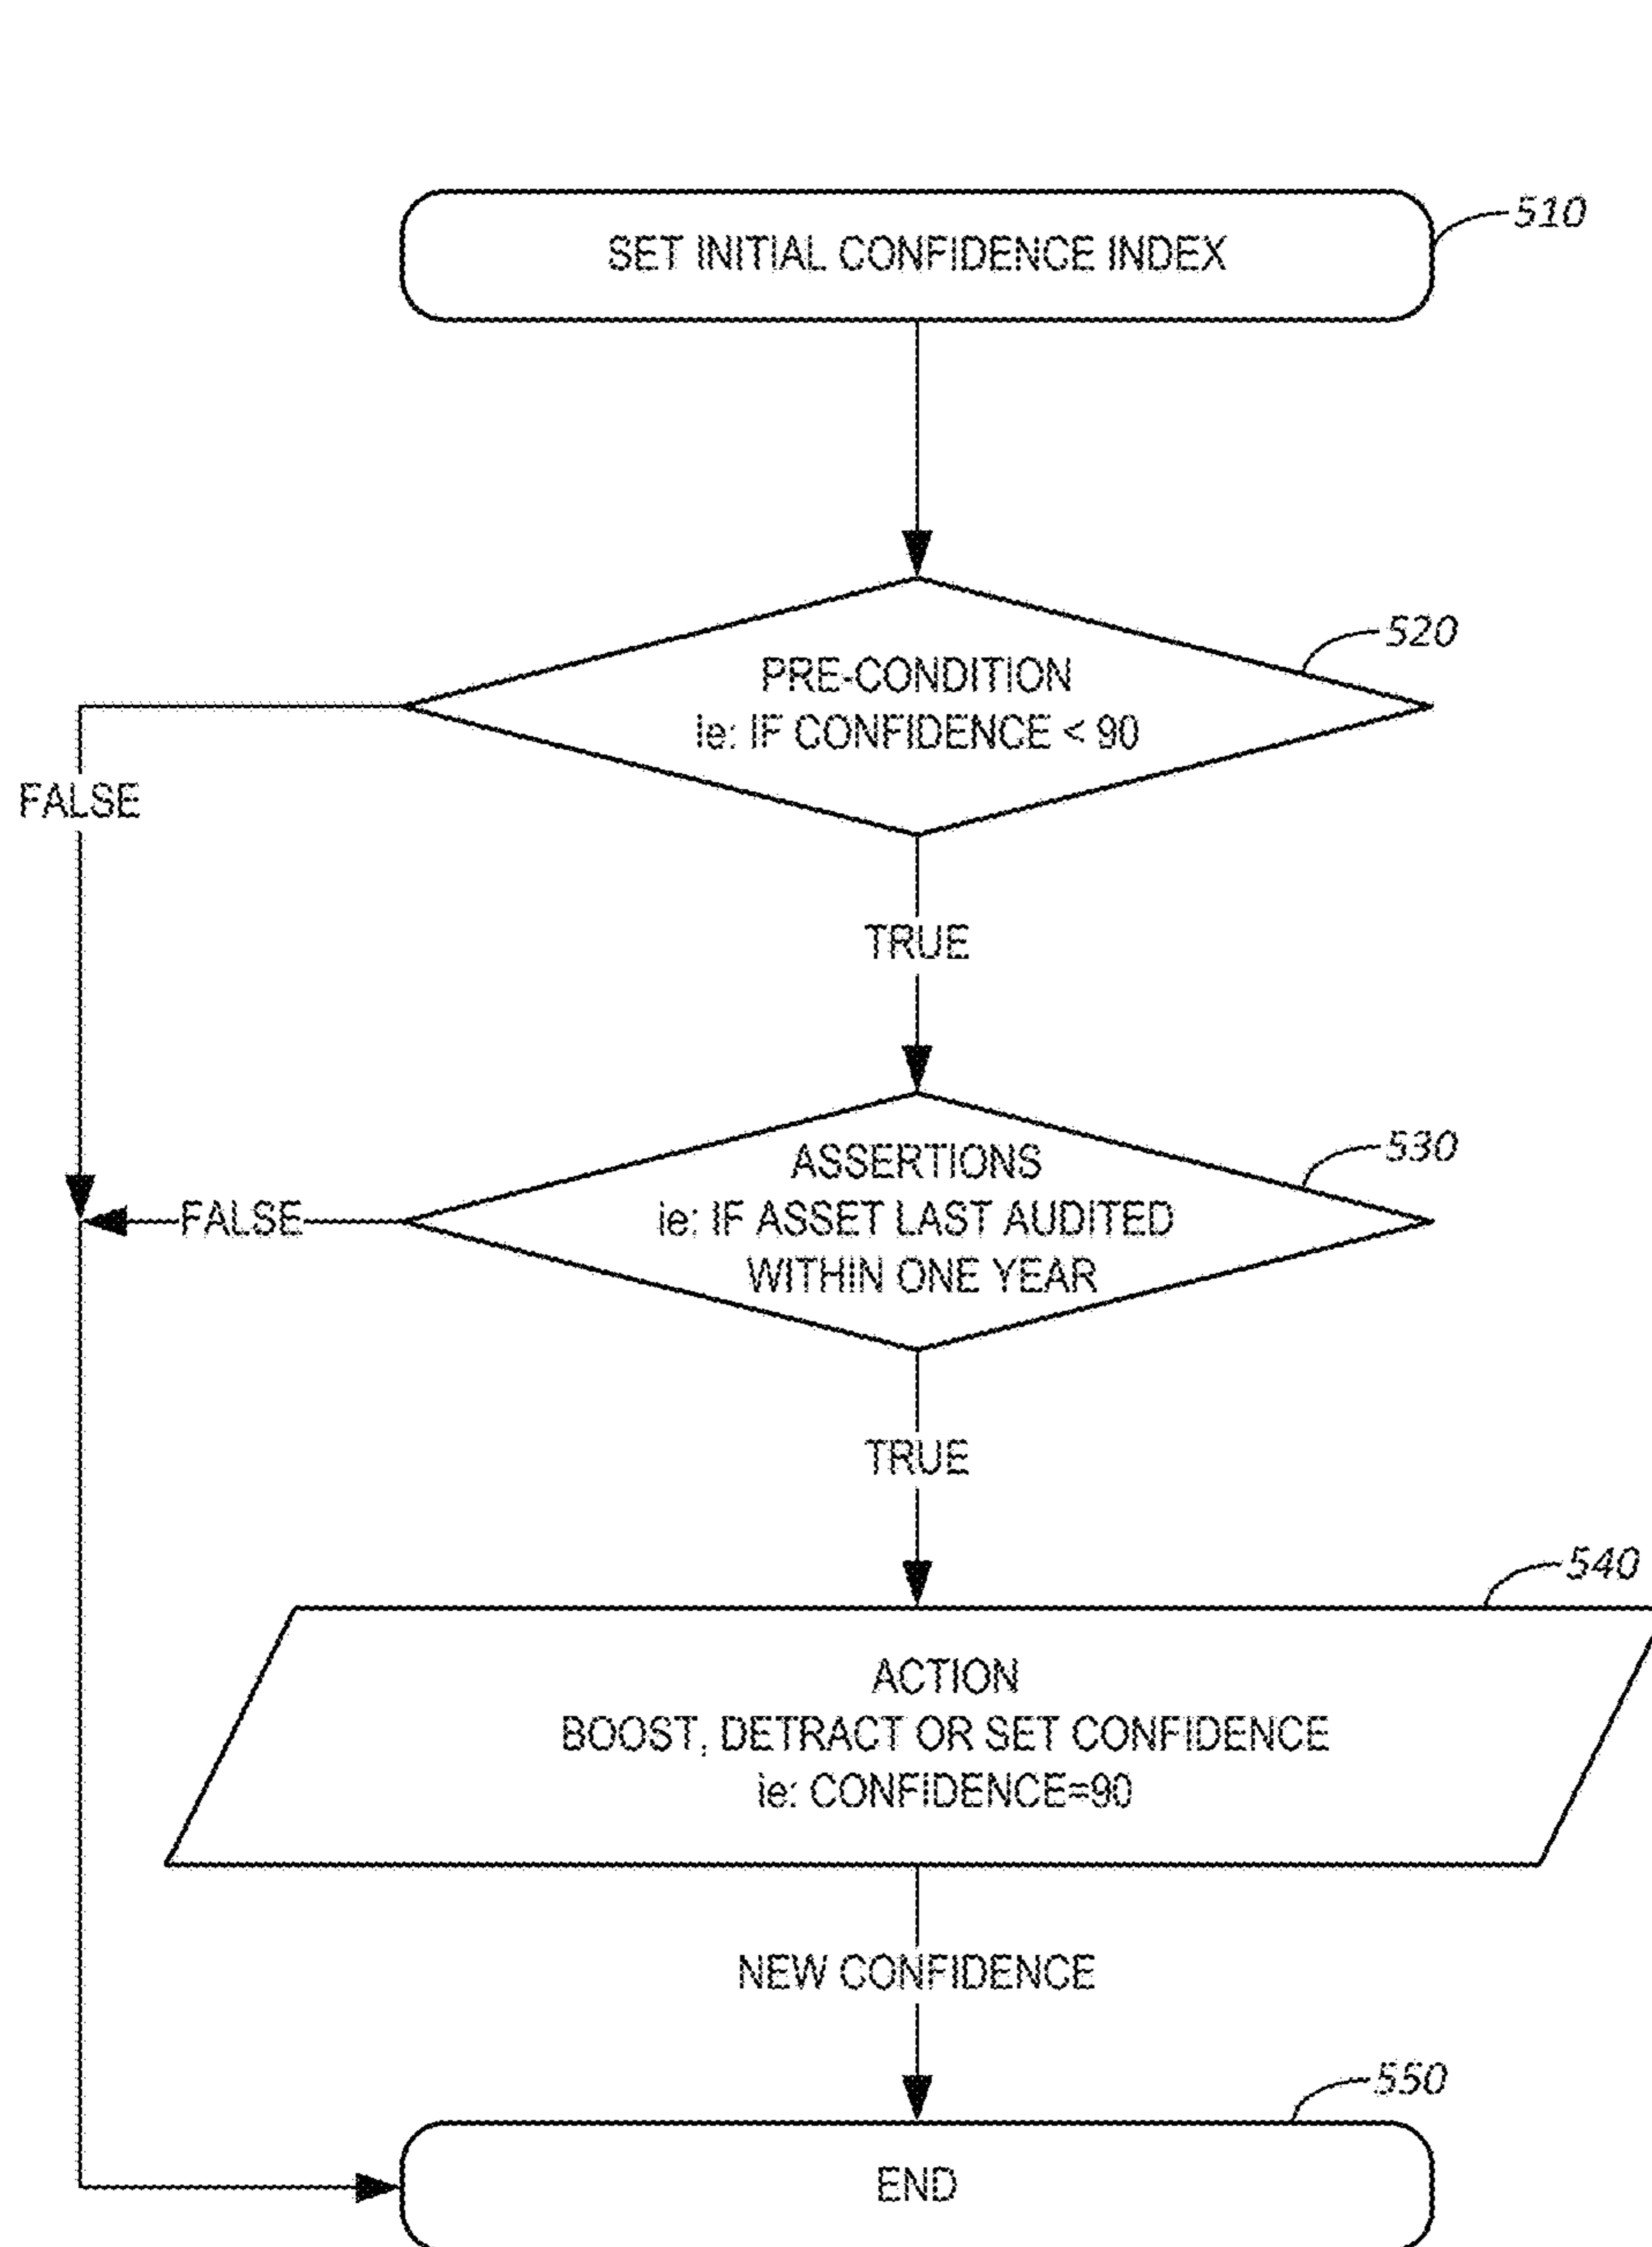 SET INITIAL CONFIDENCE INDEX
510
PRE-CONDITION
ie: IF CONFIDENCE < 90
520
FALSE
TRUE
ASSERTIONS
ie: IF ASSET LAST AUDITED
WITHIN ONE YEAR
530
FALSE
TRUE
540
ACTION
BOOST, DETRACT OR SET CONFIDENCE
ie: CONFIDENCE=90
NEW CONFIDENCE
550
END